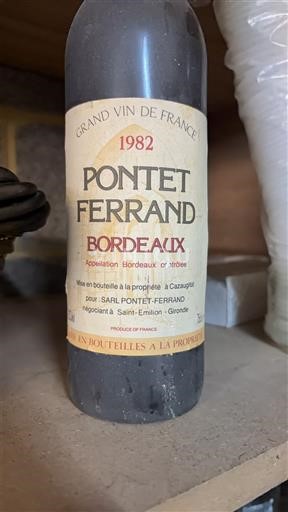 GRAND VIN DE FRANCE
1982
PONTET
FERRAND
BORDEAUX
Appellation Bordeaux contrôlée
Mise en bouteille à la propriété à Cazaugitat
pour SARL PONTET-FERRAND
négociant à Saint-Emilion - Gironde
PRODUCE OF FRANCE
EN BOUTEILLES A LA PROPRIE